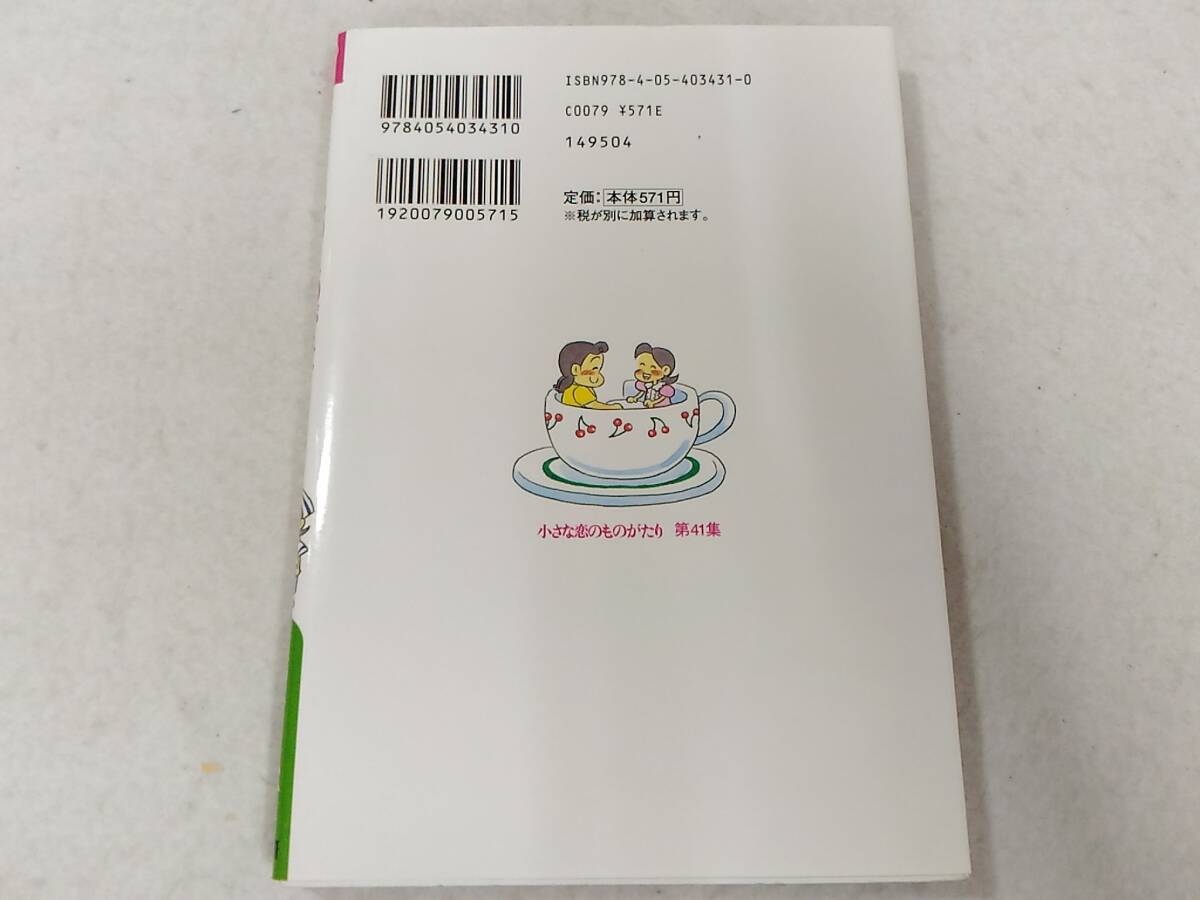 ISBN978-4-05-403431-0
9784054034310
C0079 ¥571E
149504
1920079005715
定価:本体571円
※税が別に加算されます。
小さな恋のものがたり 第41集